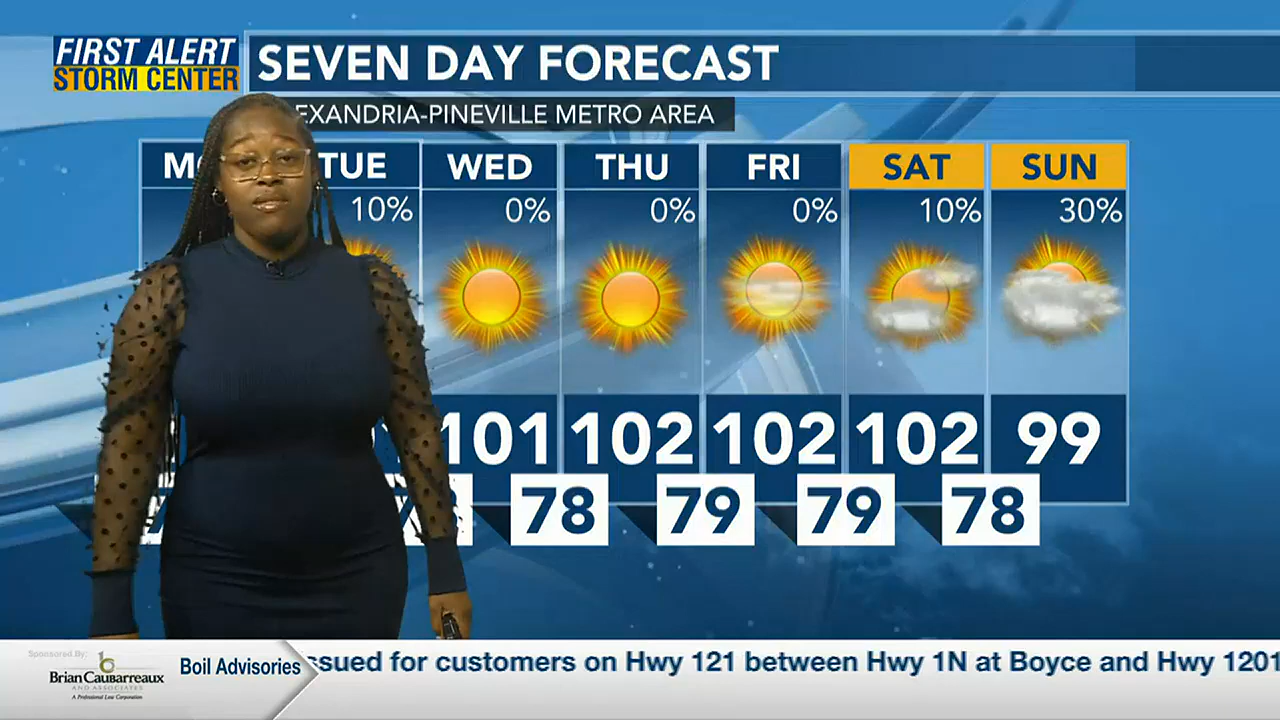 FIRST ALERT
STORM CENTER
SEVEN DAY FORECAST
EXANDRIA-PINEVILLE METRO AREA
TUE WED THU FRI SAT SUN
10% 0% 0% 0% 10% 30%
101 102 102 102 99
78 79 79 78
Sponsored By:
Brian Caubarreaux
AND ASSOCIATES
A Professional Law Corporation
Boil Advisories
ssued for customers on Hwy 121 between Hwy 1N at Boyce and Hwy 1201